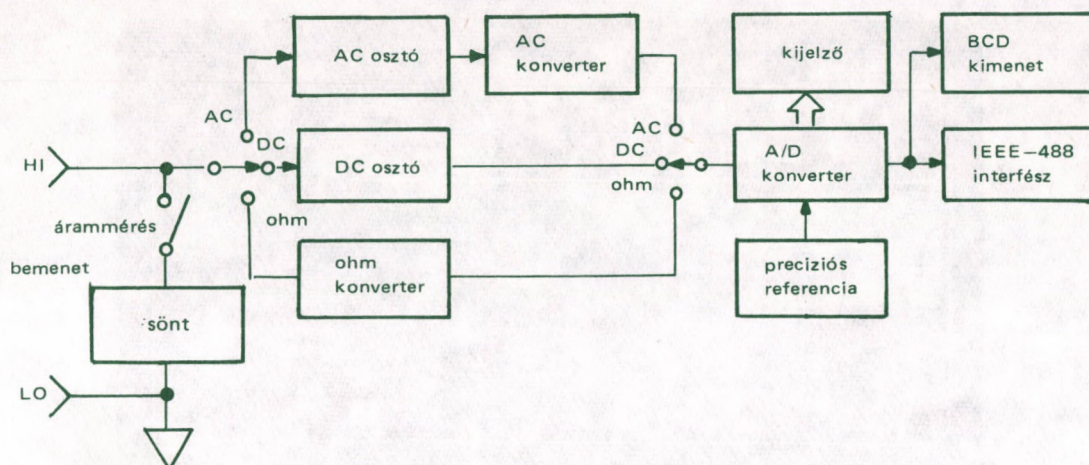 AC osztó
AC
konverter
kijelző
BCD
kimenet
AC
DC
HI
DC osztó
AC
DC
ohm
A/D
konverter
IEEE-488
interfész
ohm
árammérés
bemenet
ohm
konverter
preciziós
referencia
sönt
LO